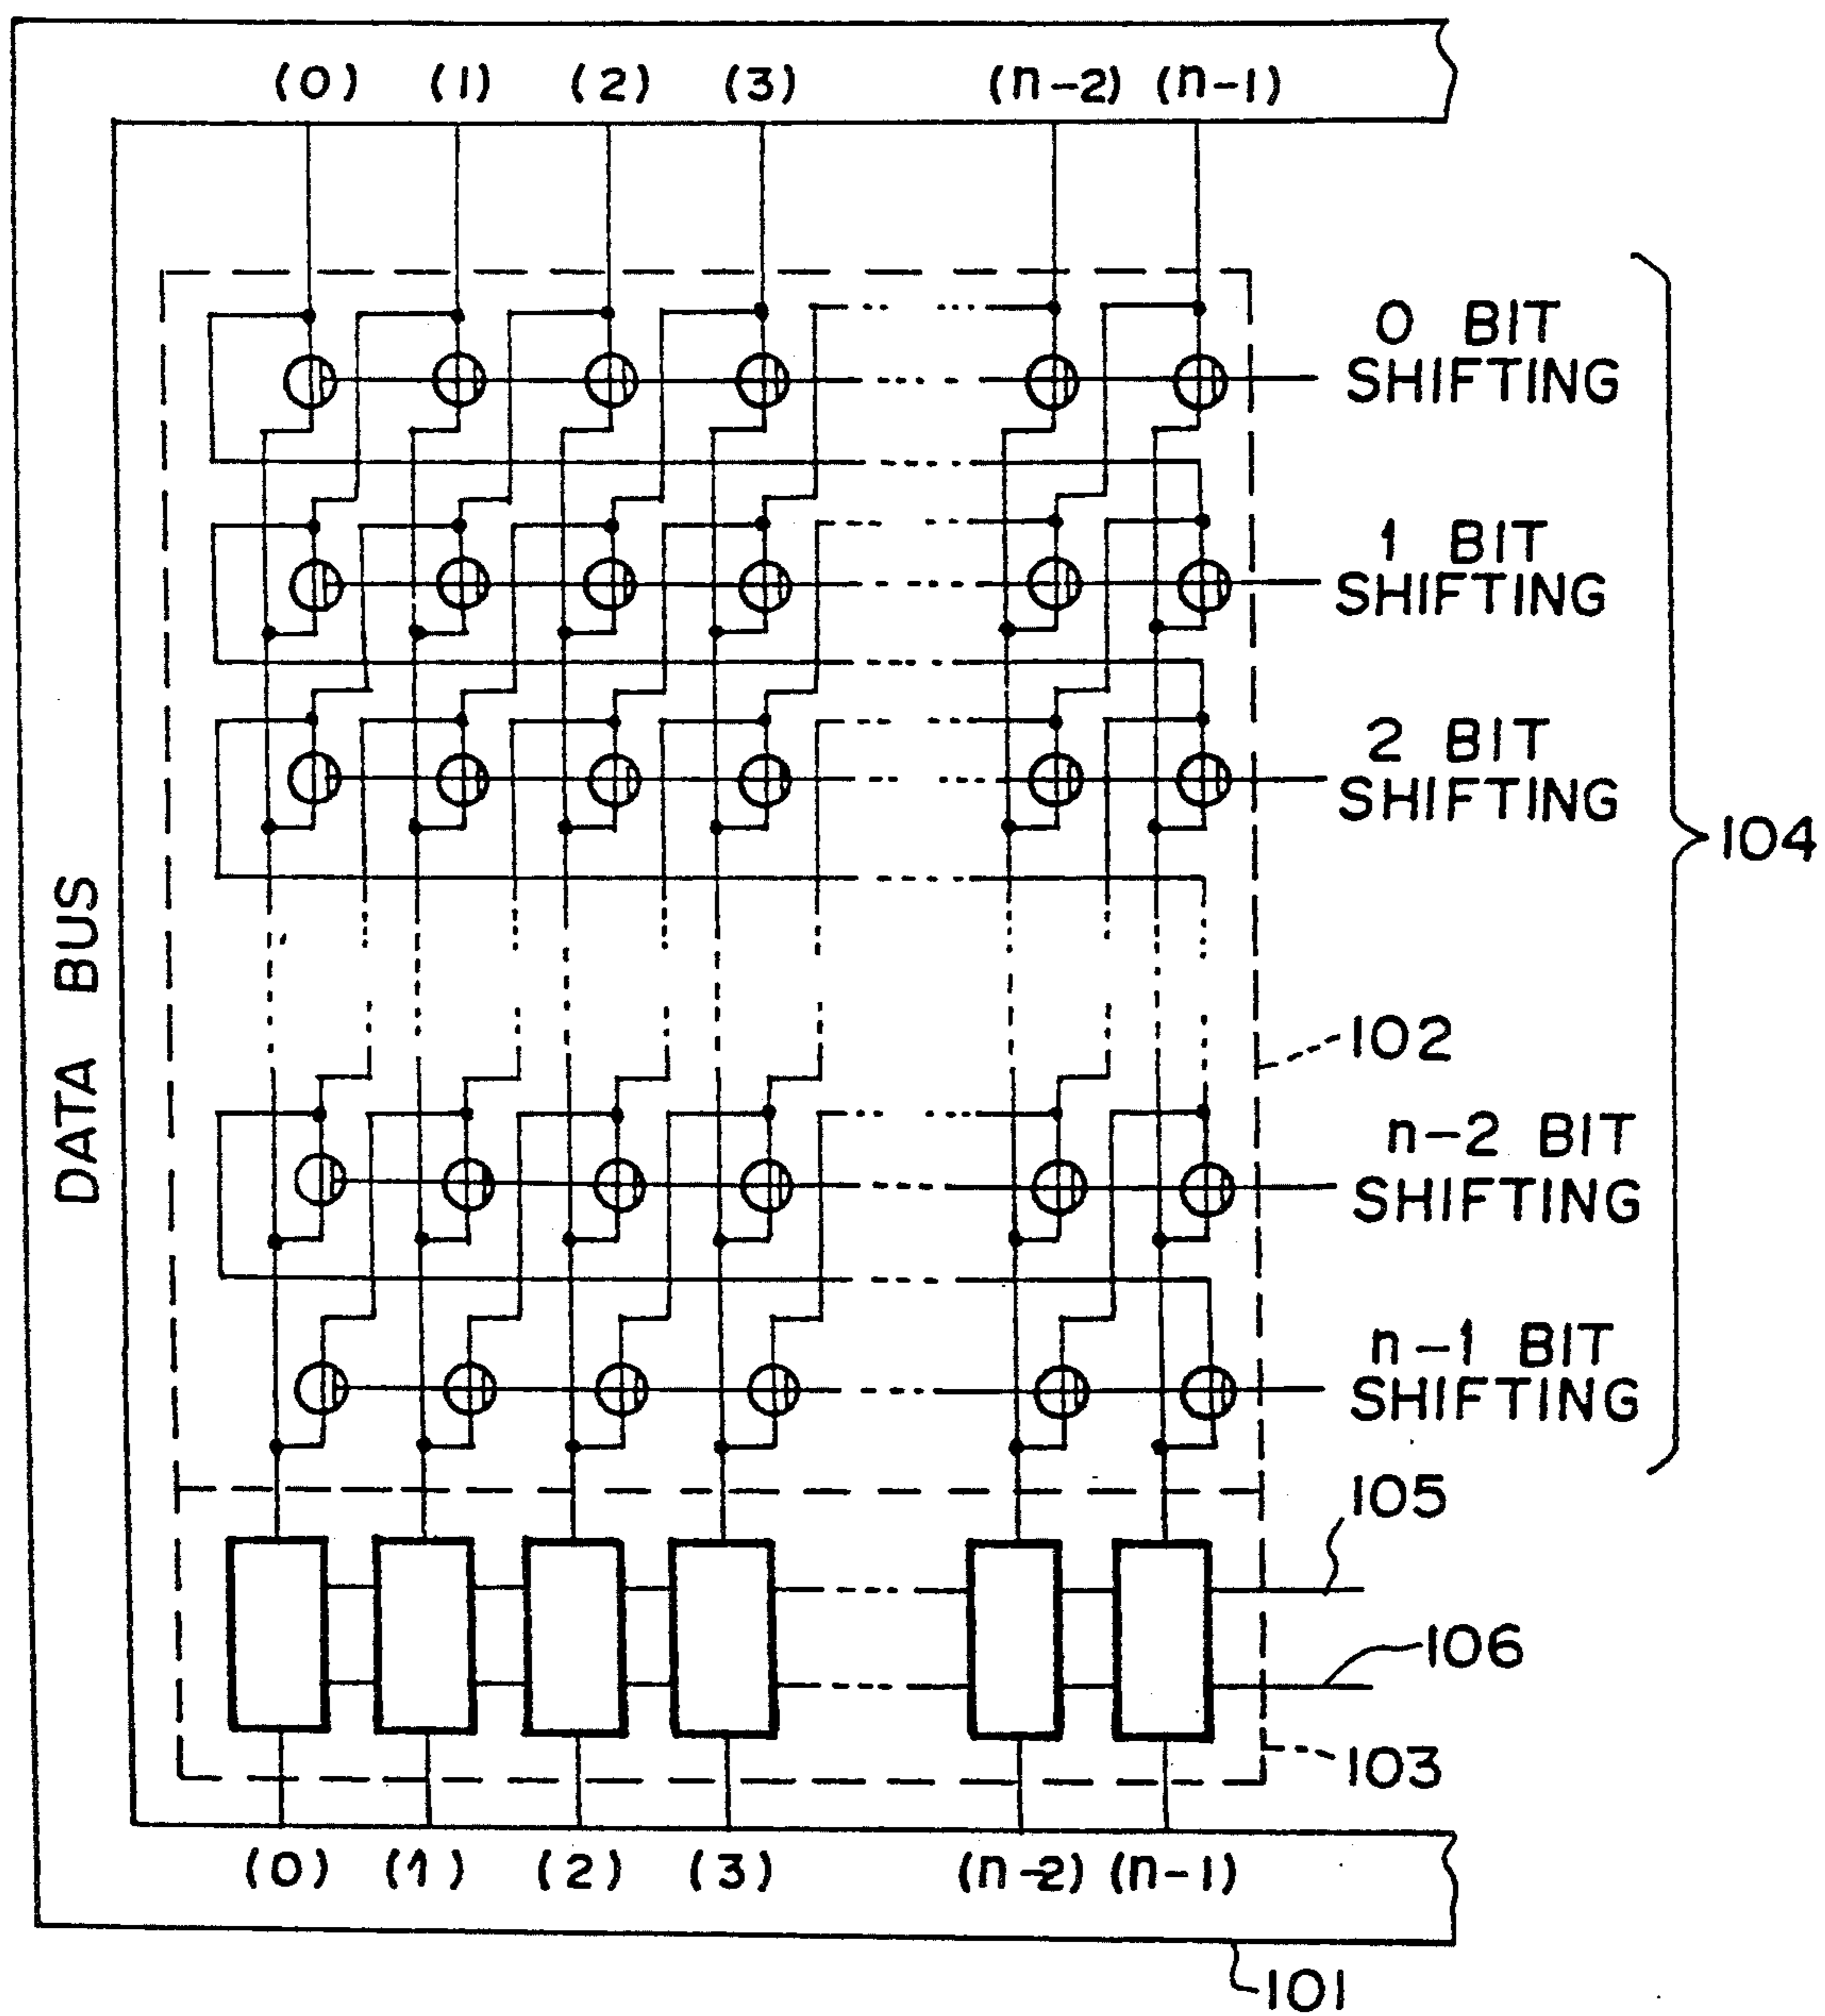 (0) (1) (2) (3) (n-2) (n-1)
0 BIT
SHIFTING
1 BIT
SHIFTING
2 BIT
SHIFTING
104
DATA BUS
102
n-2 BIT
SHIFTING
n-1 BIT
SHIFTING
105
106
103
(0) (1) (2) (3) (n-2) (n-1)
101